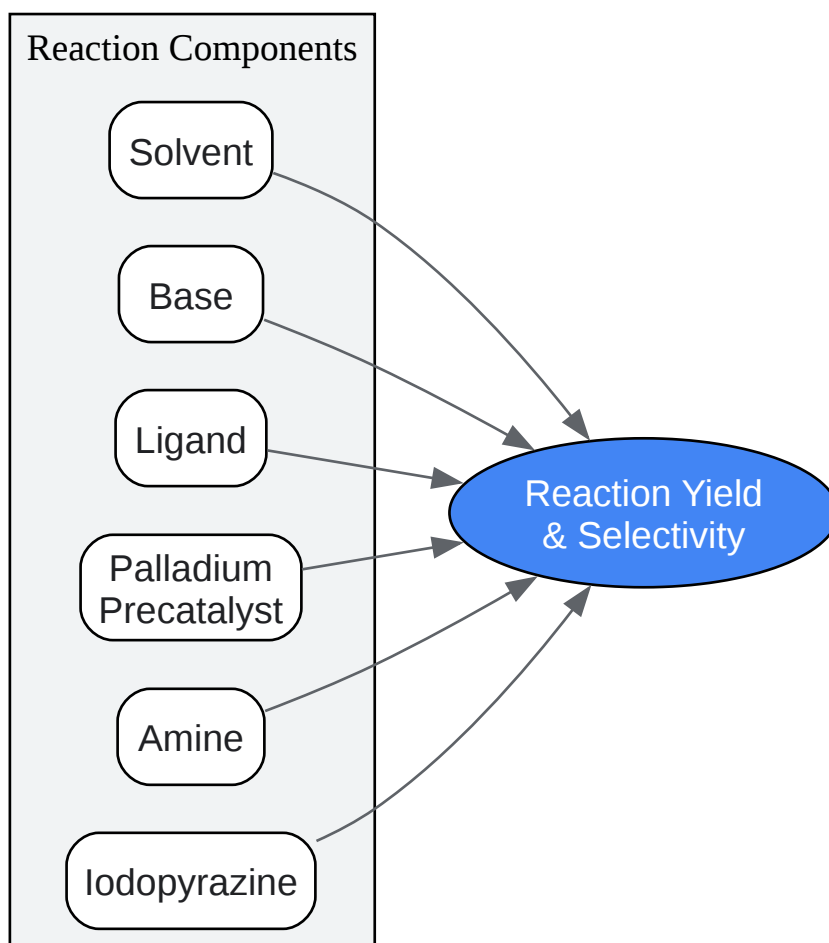 Reaction Components
Solvent
Base
Ligand
Palladium
Precatalyst
Amine
Iodopyrazine
Reaction Yield
& Selectivity